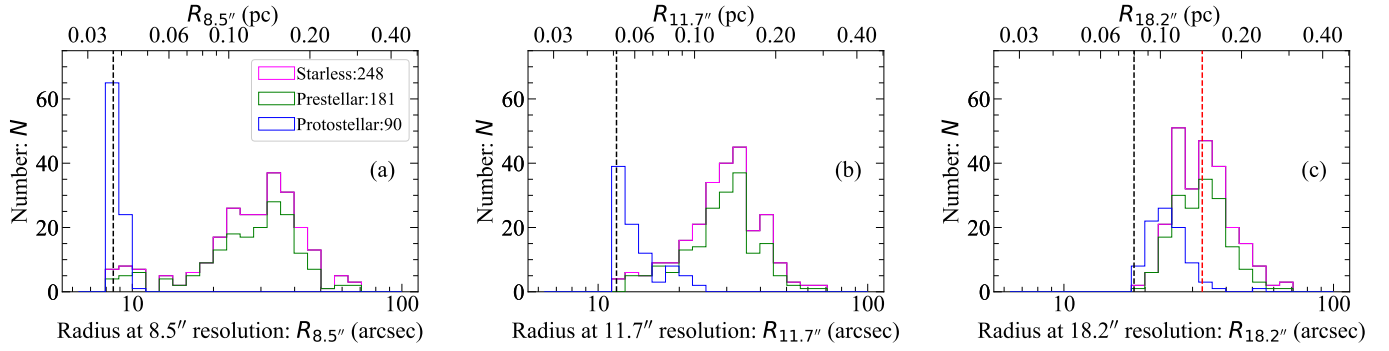 R8.5″ (pc)
0.03 0.06 0.10 0.20 0.40
Starless:248
Prestellar:181
Protostellar:90
60
40
20
0
Number: N
(a)
10 100
Radius at 8.5″ resolution: R8.5″ (arcsec)
R11.7″ (pc)
0.03 0.06 0.10 0.20 0.40
60
40
20
0
Number: N
(b)
10 100
Radius at 11.7″ resolution: R11.7″ (arcsec)
R18.2″ (pc)
0.03 0.06 0.10 0.20 0.40
60
40
20
0
Number: N
(c)
10 100
Radius at 18.2″ resolution: R18.2″ (arcsec)